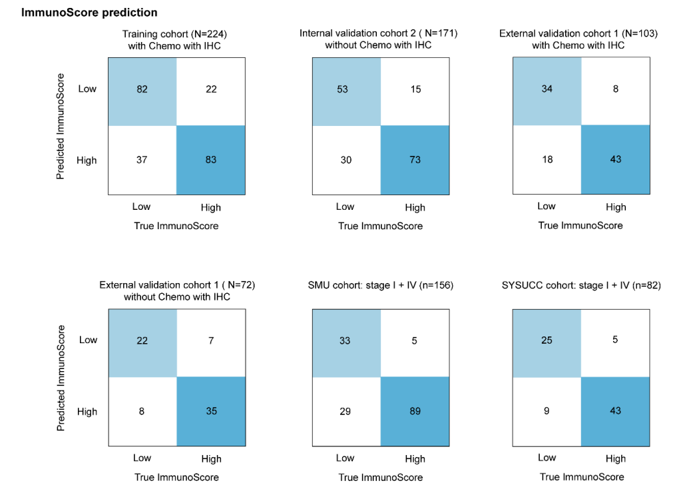 ImmunoScore prediction
Training cohort (N=224)
with Chemo with IHC
Internal validation cohort 2 ( N=171)
without Chemo with IHC
External validation cohort 1 (N=103)
with Chemo with IHC
Predicted ImmunoScore
Low
82
22
53
15
34
8
High
37
83
30
73
18
43
Low
High
Low
High
Low
High
True ImmunoScore
True ImmunoScore
True ImmunoScore
External validation cohort 1 ( N=72)
without Chemo with IHC
SMU cohort: stage I + IV (n=156)
SYSUCC cohort: stage I + IV (n=82)
Predicted ImmunoScore
Low
22
7
33
5
25
5
High
8
35
29
89
9
43
Low
High
Low
High
Low
High
True ImmunoScore
True ImmunoScore
True ImmunoScore